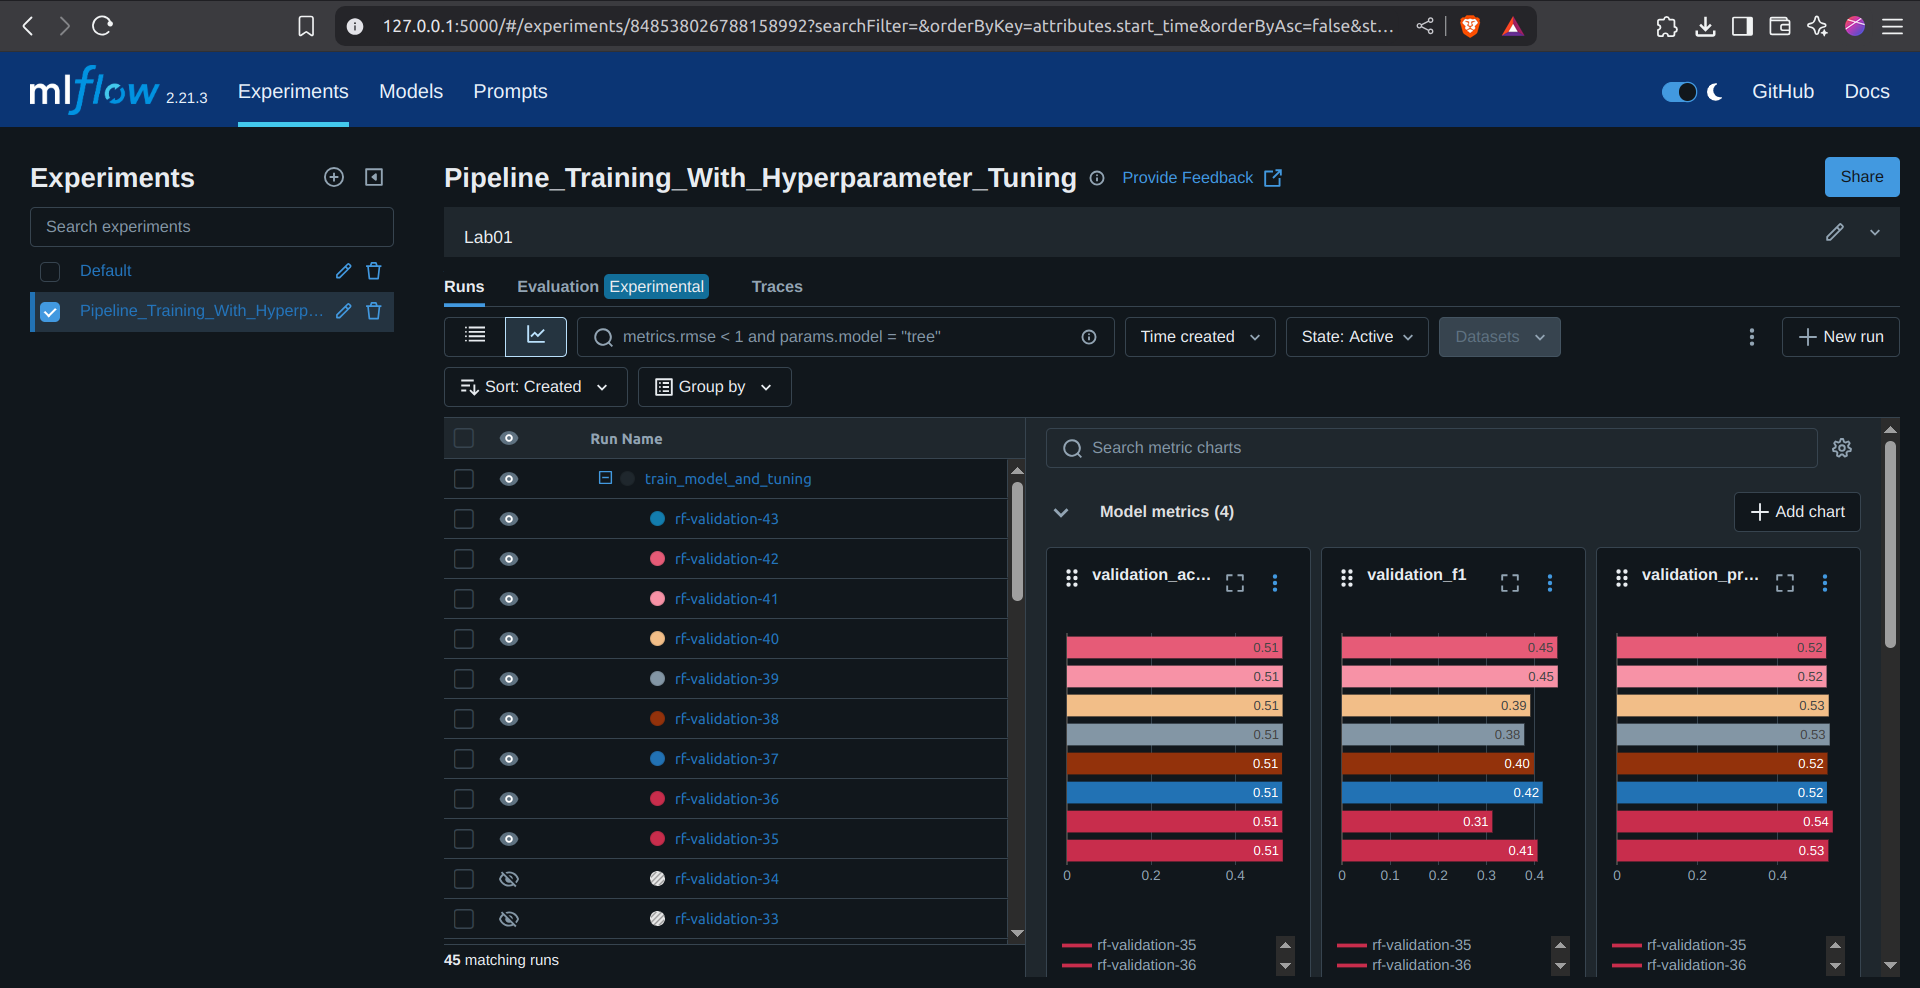 127.0.0.1:5000/#/experiments/848538026788158992?searchFilter=&orderByKey=attributes.start_time&orderByAsc=false&st...
mlflow 2.21.3 Experiments Models Prompts GitHub Docs
Experiments
Search experiments
Default
Pipeline_Training_With_Hyperp...
Pipeline_Training_With_Hyperparameter_Tuning Provide Feedback Share
Lab01
Runs Evaluation Experimental Traces
metrics.rmse < 1 and params.model = "tree" Time created State: Active Datasets New run
Sort: Created Group by
Run Name
train_model_and_tuning
rf-validation-43
rf-validation-42
rf-validation-41
rf-validation-40
rf-validation-39
rf-validation-38
rf-validation-37
rf-validation-36
rf-validation-35
rf-validation-34
rf-validation-33
45 matching runs
Search metric charts
Model metrics (4) Add chart
validation_ac...
0.51
0.51
0.51
0.51
0.51
0.51
0.51
0.51
0 0.2 0.4
rf-validation-35
rf-validation-36
validation_f1
0.45
0.45
0.39
0.38
0.40
0.42
0.31
0.41
0 0.1 0.2 0.3 0.4
rf-validation-35
rf-validation-36
validation_pr...
0.52
0.52
0.53
0.53
0.52
0.52
0.54
0.53
0 0.2 0.4
rf-validation-35
rf-validation-36